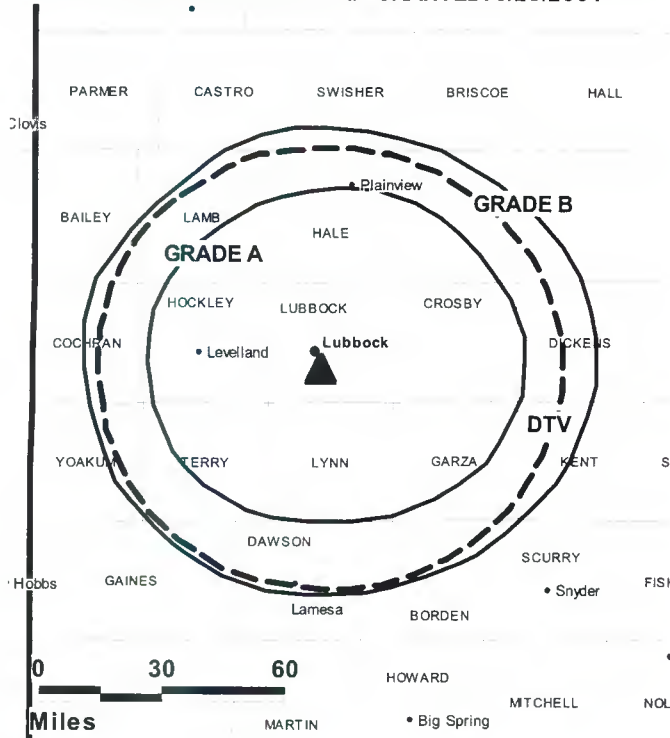 PARMER CASTRO SWISHER BRISCOE HALL
Clovis
Plainview
GRADE B
BAILEY LAMB
HALE
GRADE A
HOCKLEY LUBBOCK CROSBY
COCHRAN Levelland Lubbock DICKENS
DTV
YOAKUM TERRY LYNN GARZA KENT
DAWSON
SCURRY
Hobbs GAINES Snyder
Lamesa BORDEN
0 30 60
HOWARD
Miles MARTIN Big Spring MITCHELL